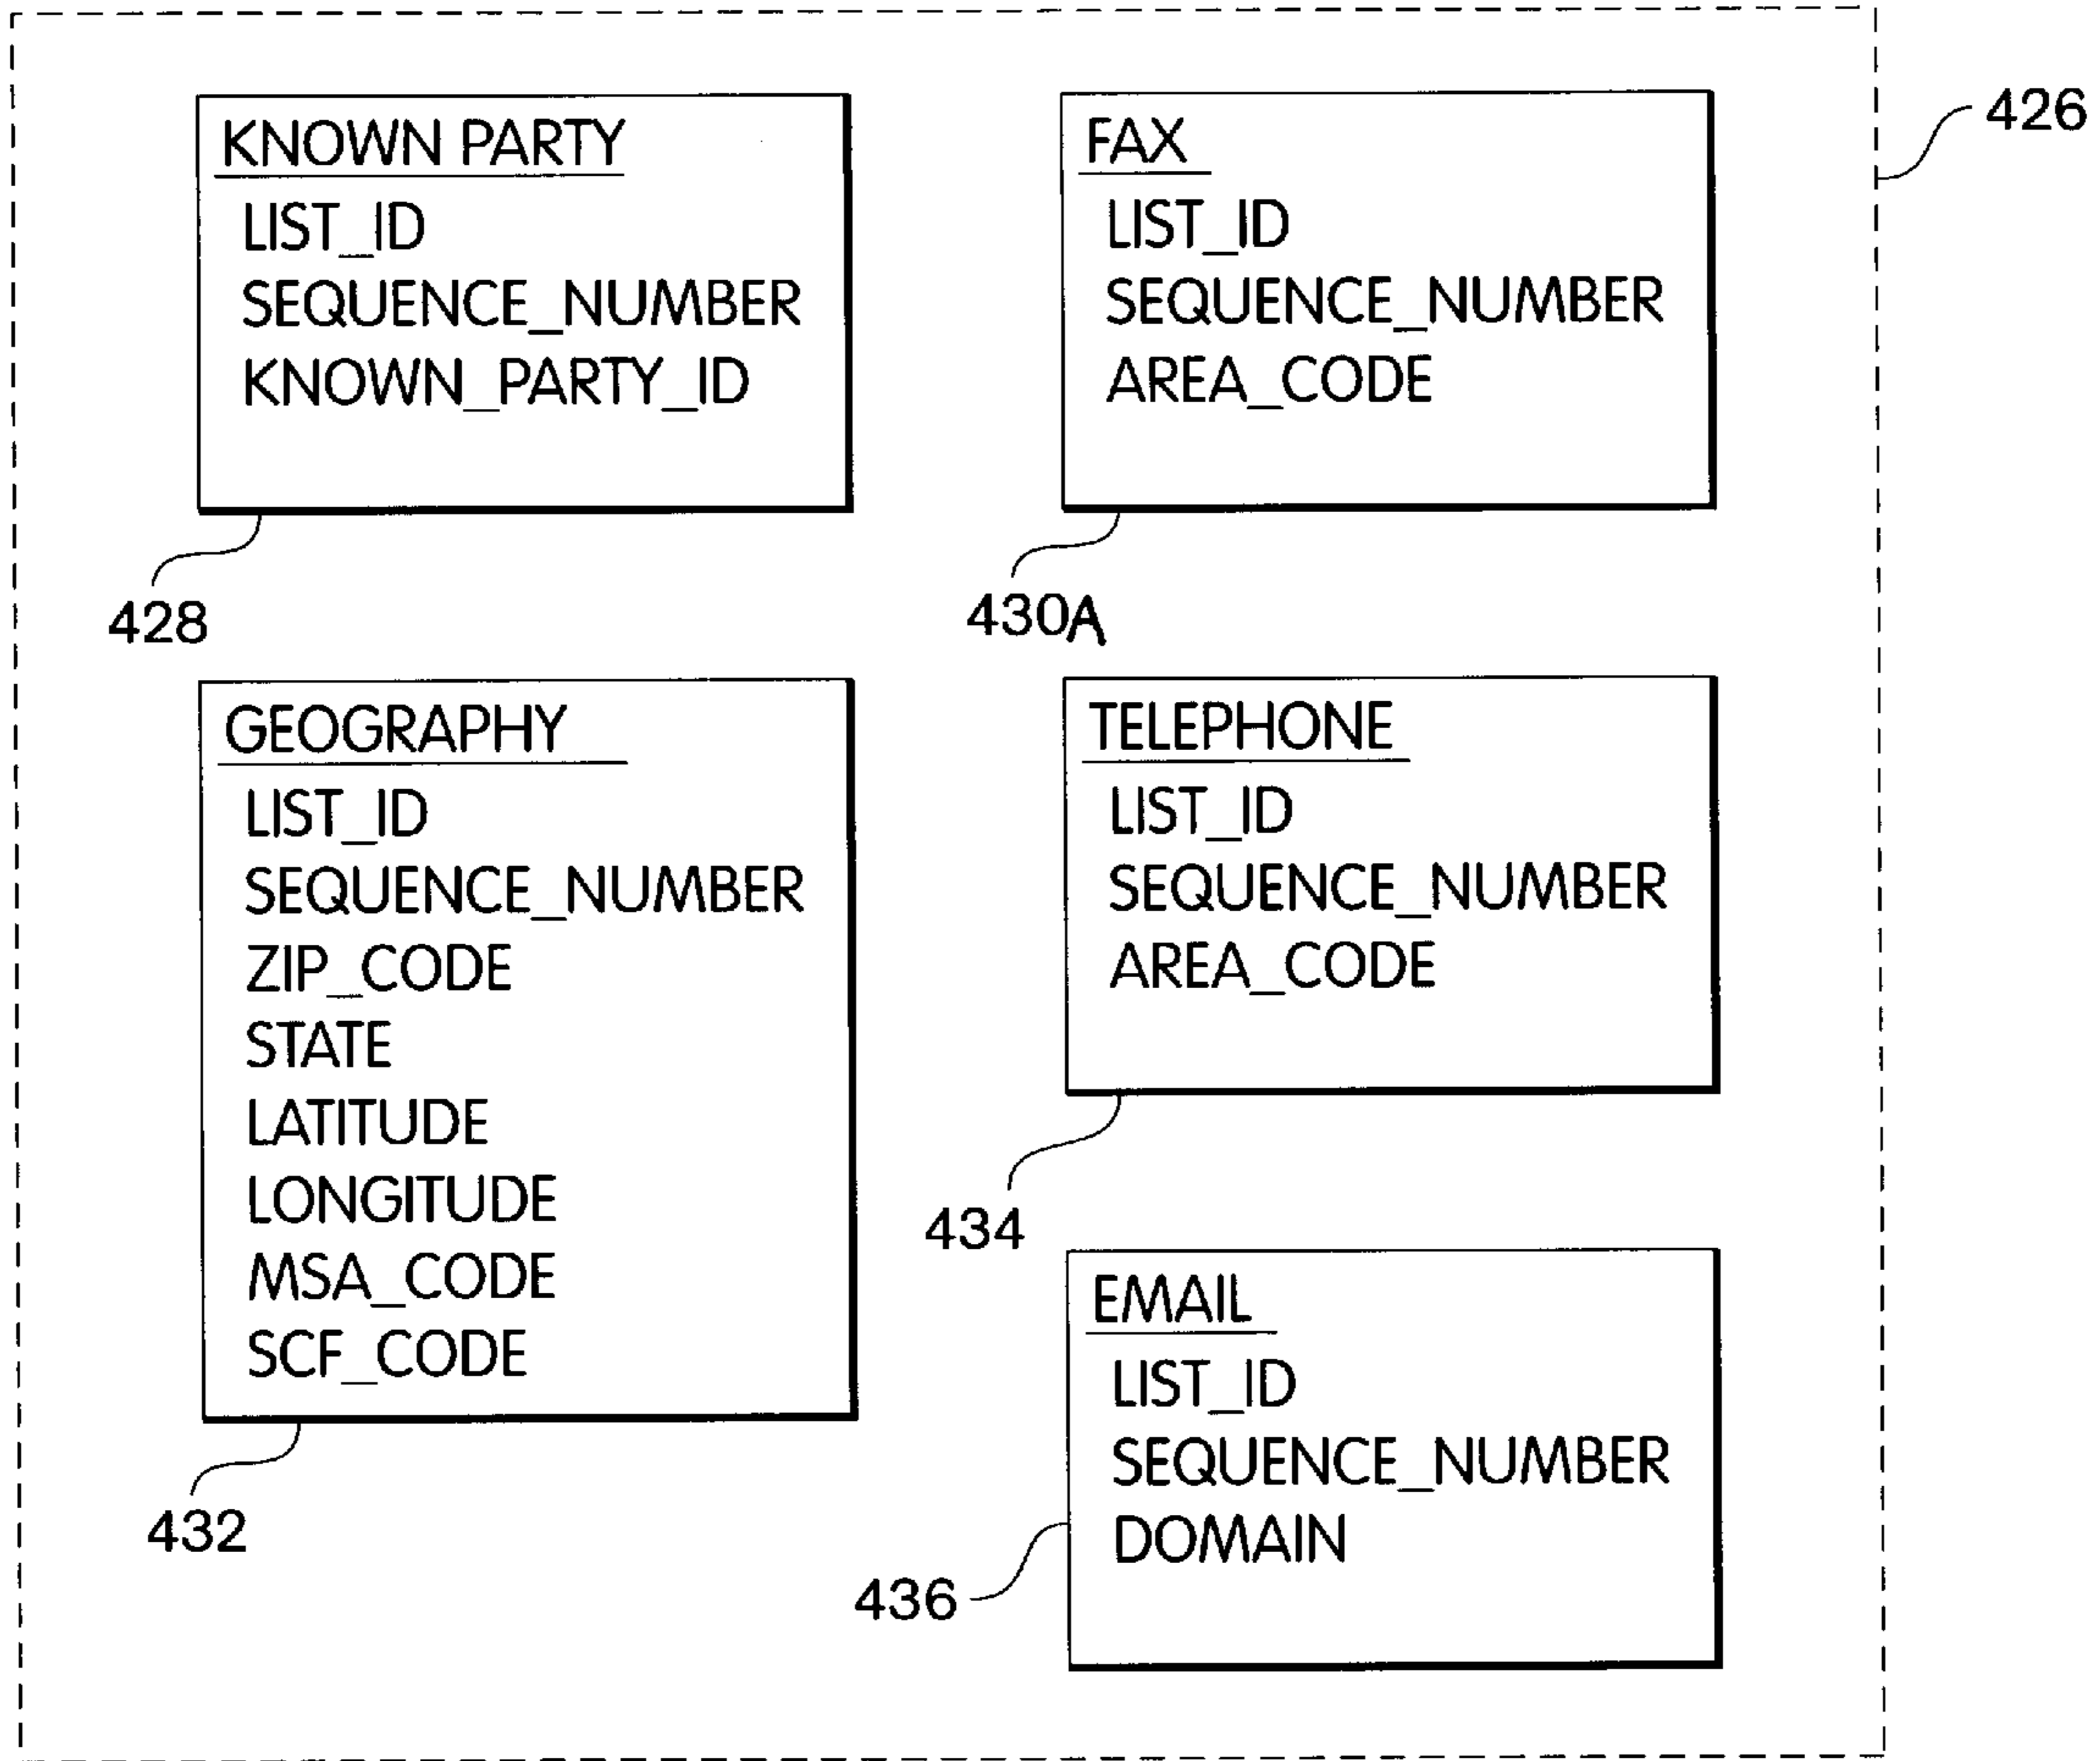 426
KNOWN PARTY
LIST_ID
SEQUENCE_NUMBER
KNOWN_PARTY_ID
428
FAX
LIST_ID
SEQUENCE_NUMBER
AREA_CODE
430A
GEOGRAPHY
LIST_ID
SEQUENCE_NUMBER
ZIP_CODE
STATE
LATITUDE
LONGITUDE
MSA_CODE
SCF_CODE
432
TELEPHONE
LIST_ID
SEQUENCE_NUMBER
AREA_CODE
434
EMAIL
LIST_ID
SEQUENCE_NUMBER
DOMAIN
436